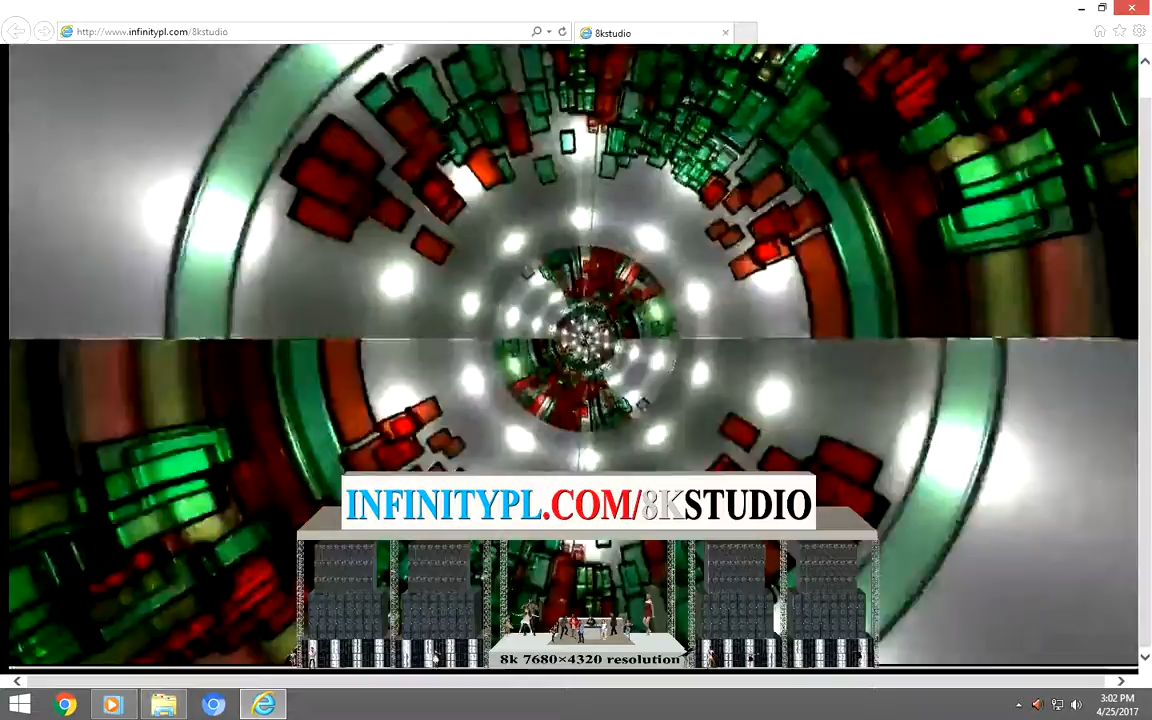 http://www.infinitypl.com/8kstudio
8kstudio
INFINITYPL.COM/8KSTUDIO
8k 7680×4320 resolution
3:02 PM
4/25/2017